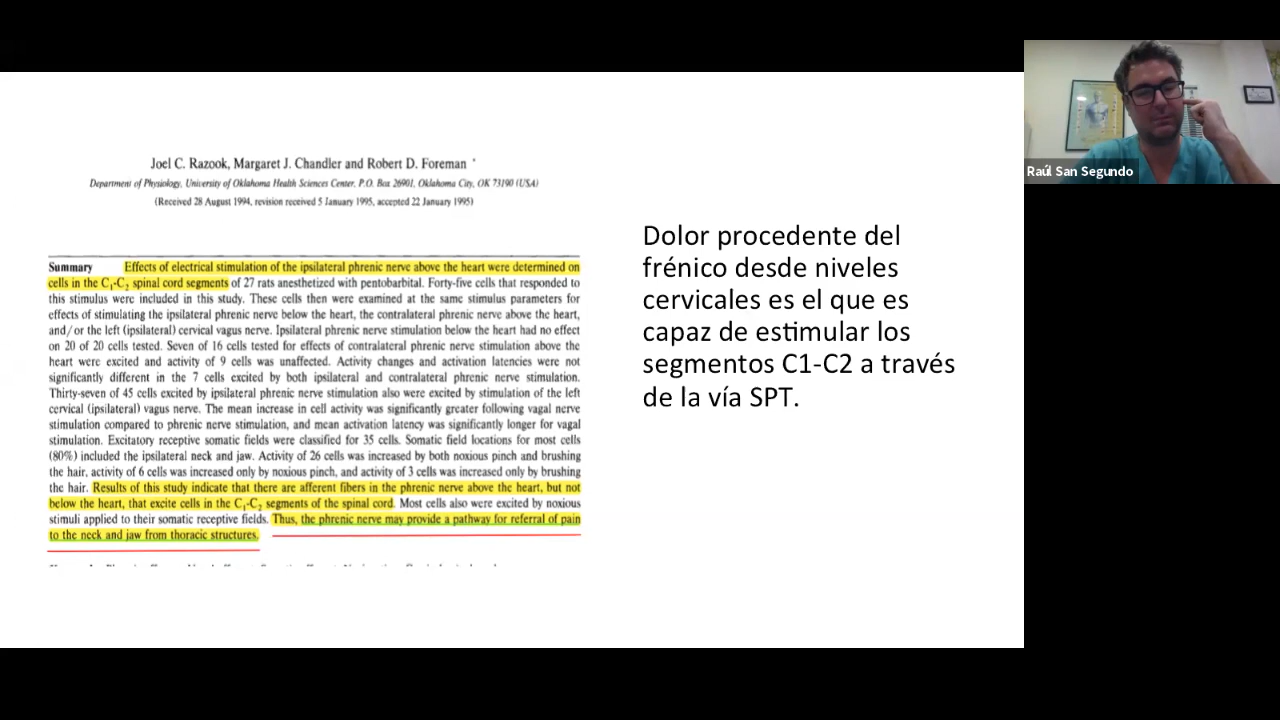 Joel C. Razook, Margaret J. Chandler and Robert D. Foreman *
Department of Physiology, University of Oklahoma Health Sciences Center, P.O. Box 26901, Oklahoma City, OK 73190 (USA)
(Received 28 August 1994, revision received 5 January 1995, accepted 22 January 1995)
Summary Effects of electrical stimulation of the ipsilateral phrenic nerve above the heart were determined on
cells in the C1-C2 spinal cord segments of 27 rats anesthetized with pentobarbital. Forty-five cells that responded to
this stimulus were included in this study. These cells then were examined at the same stimulus parameters for
effects of stimulating the ipsilateral phrenic nerve below the heart, the contralateral phrenic nerve above the heart,
and/or the left (ipsilateral) cervical vagus nerve. Ipsilateral phrenic nerve stimulation below the heart had no effect
on 20 of 20 cells tested. Seven of 16 cells tested for effects of contralateral phrenic nerve stimulation above the
heart were excited and activity of 9 cells was unaffected. Activity changes and activation latencies were not
significantly different in the 7 cells excited by both ipsilateral and contralateral phrenic nerve stimulation.
Thirty-seven of 45 cells excited by ipsilateral phrenic nerve stimulation also were excited by stimulation of the left
cervical (ipsilateral) vagus nerve. The mean increase in cell activity was significantly greater following vagal nerve
stimulation compared to phrenic nerve stimulation, and mean activation latency was significantly longer for vagal
stimulation. Excitatory receptive somatic fields were classified for 35 cells. Somatic field locations for most cells
(80%) included the ipsilateral neck and jaw. Activity of 26 cells was increased by both noxious pinch and brushing
the hair, activity of 6 cells was increased only by noxious pinch, and activity of 3 cells was increased only by brushing
the hair. Results of this study indicate that there are afferent fibers in the phrenic nerve above the heart, but not
below the heart, that excite cells in the C1-C2 segments of the spinal cord. Most cells also were excited by noxious
stimuli applied to their somatic receptive fields. Thus, the phrenic nerve may provide a pathway for referral of pain
to the neck and jaw from thoracic structures.
Dolor procedente del
frénico desde niveles
cervicales es el que es
capaz de estimular los
segmentos C1-C2 a través
de la vía SPT.
Raúl San Segundo